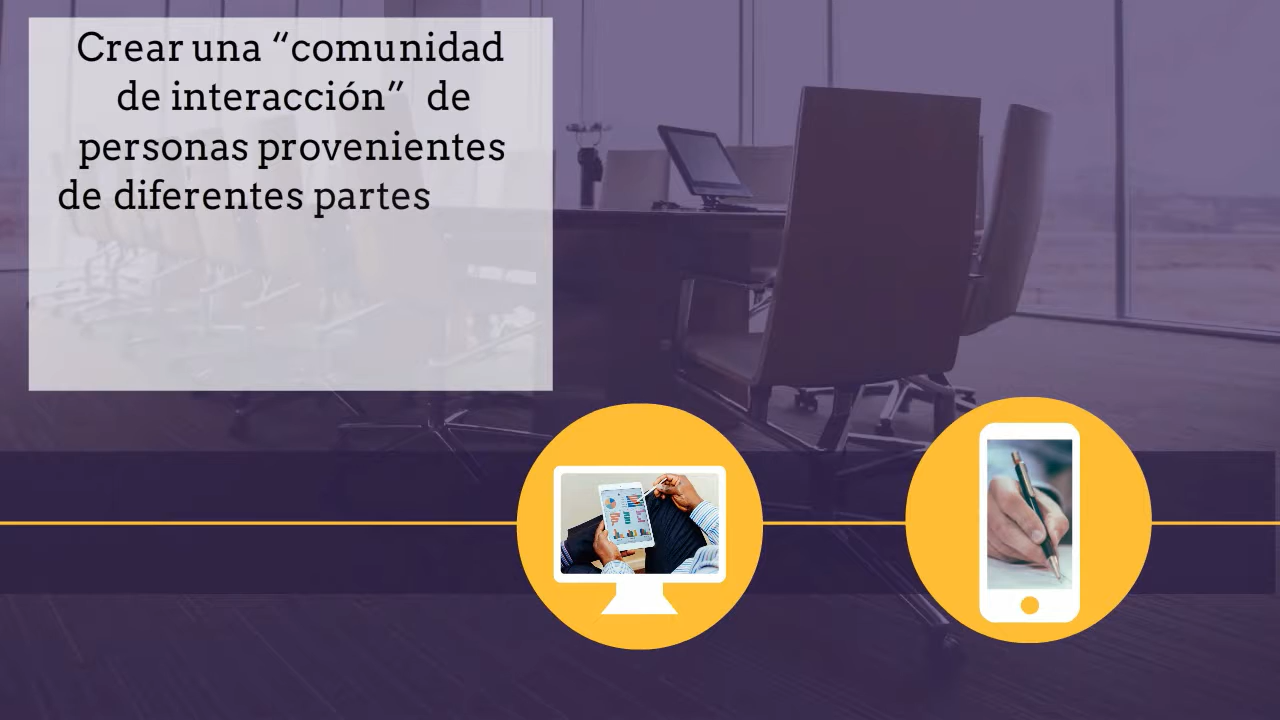 Crear una “comunidad
de interacción” de
personas provenientes
de diferentes partes